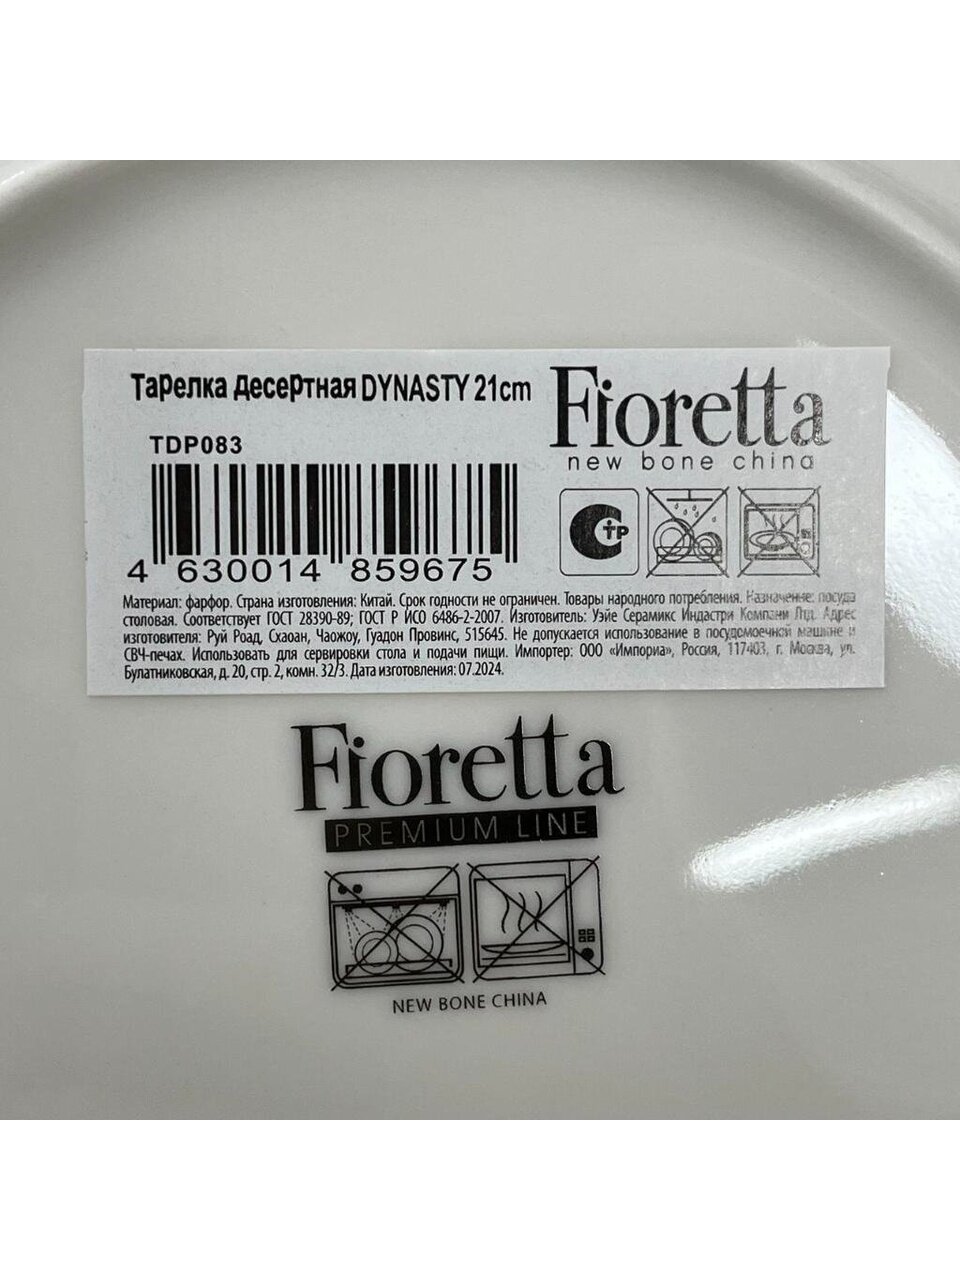 Тарелка десертная DYNASTY 21cm
Fioretta
new bone china
TDP083
СТР
4 630014 859675
Материал: фарфор. Страна изготовления: Китай. Срок годности не ограничен. Товары народного потребления. Назначение: посуда
столовая. Соответствует ГОСТ 28390-89; ГОСТ Р ИСО 6486-2-2007. Изготовитель: Уэйе Серамикс Индастри Компани Лтд. Адрес
изготовителя: Руй Роад, Схаоан, Чаожоу, Гуадон Провинс, 515645. Не допускается использование в посудомоечной машине и
СВЧ-печах. Использовать для сервировки стола и подачи пищи. Импортер: ООО «Импориа», Россия, 117403, г. Москва, ул.
Булатниковская, д. 20, стр. 2, комн. 32/3. Дата изготовления: 07.2024.
Fioretta
PREMIUM LINE
NEW BONE CHINA